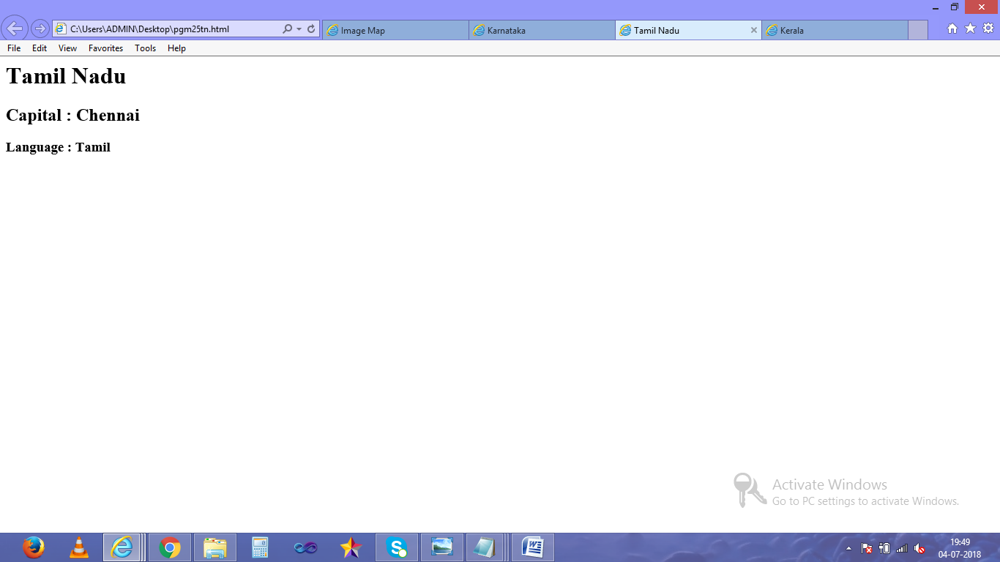 C:\Users\ADMIN\Desktop\pgm25tn.html
Image Map
Karnataka
Tamil Nadu
Kerala
File Edit View Favorites Tools Help
Tamil Nadu
Capital : Chennai
Language : Tamil
Activate Windows
Go to PC settings to activate Windows.
19:49
04-07-2018